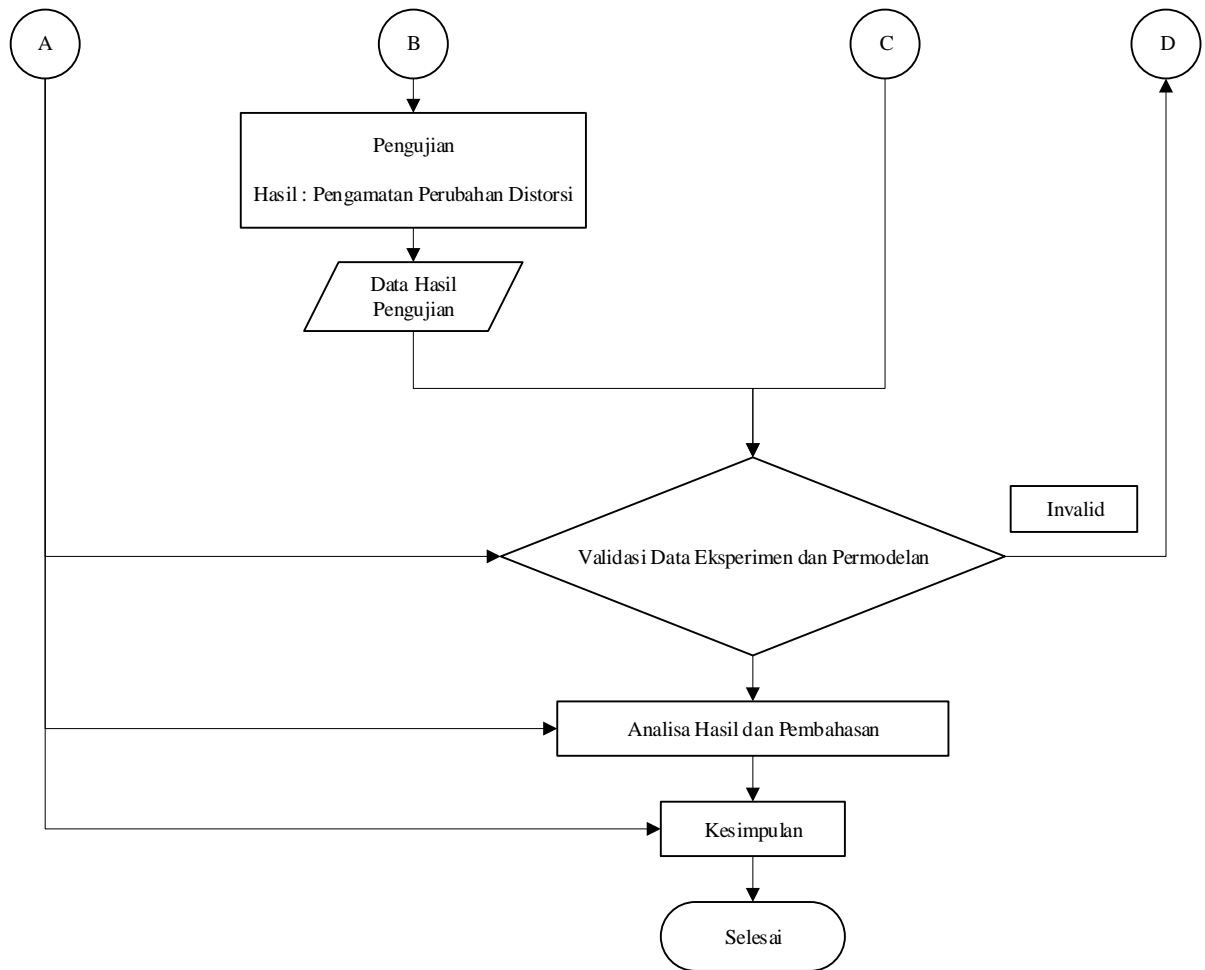 A
B
C
D
Pengujian
Hasil : Pengamatan Perubahan Distorsi
Data Hasil
Pengujian
Invalid
Validasi Data Eksperimen dan Permodelan
Analisa Hasil dan Pembahasan
Kesimpulan
Selesai